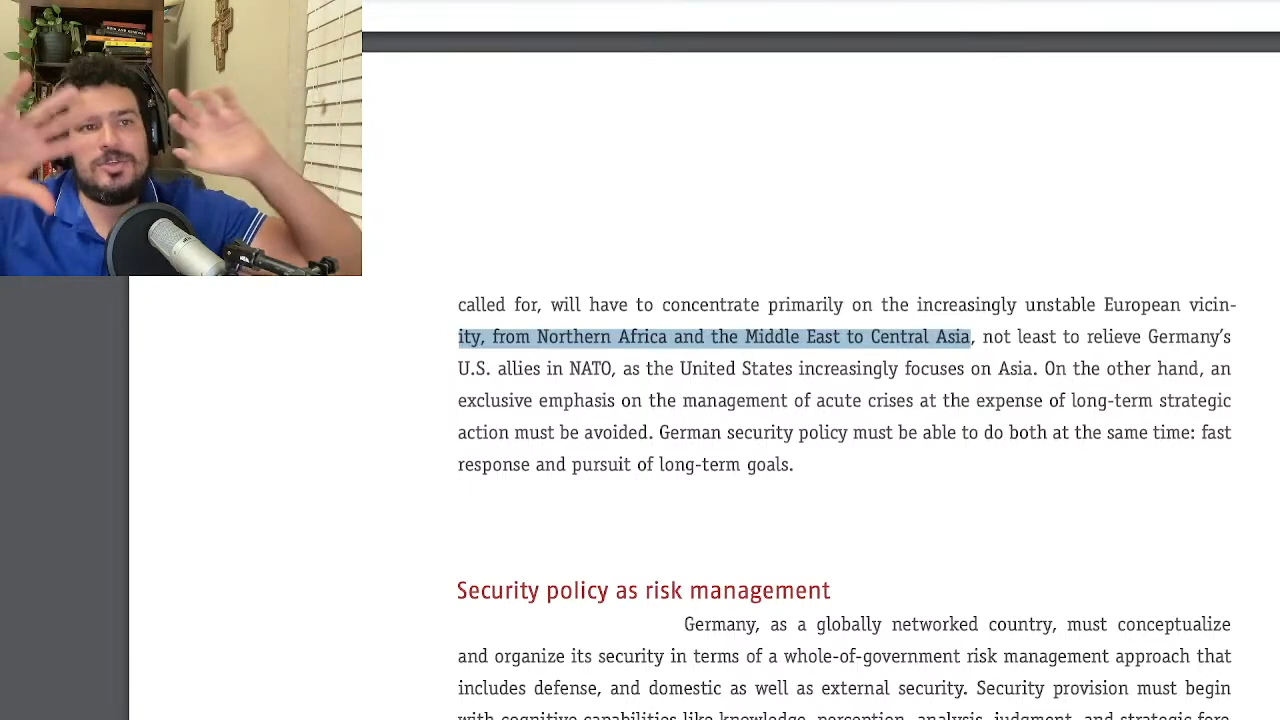 called for, will have to concentrate primarily on the increasingly unstable European vicin-
ity, from Northern Africa and the Middle East to Central Asia, not least to relieve Germany’s
U.S. allies in NATO, as the United States increasingly focuses on Asia. On the other hand, an
exclusive emphasis on the management of acute crises at the expense of long-term strategic
action must be avoided. German security policy must be able to do both at the same time: fast
response and pursuit of long-term goals.
Security policy as risk management
Germany, as a globally networked country, must conceptualize
and organize its security in terms of a whole-of-government risk management approach that
includes defense, and domestic as well as external security. Security provision must begin
with cognitive capabilities like knowledge, perception, analysis, judgment, and strategic fore-